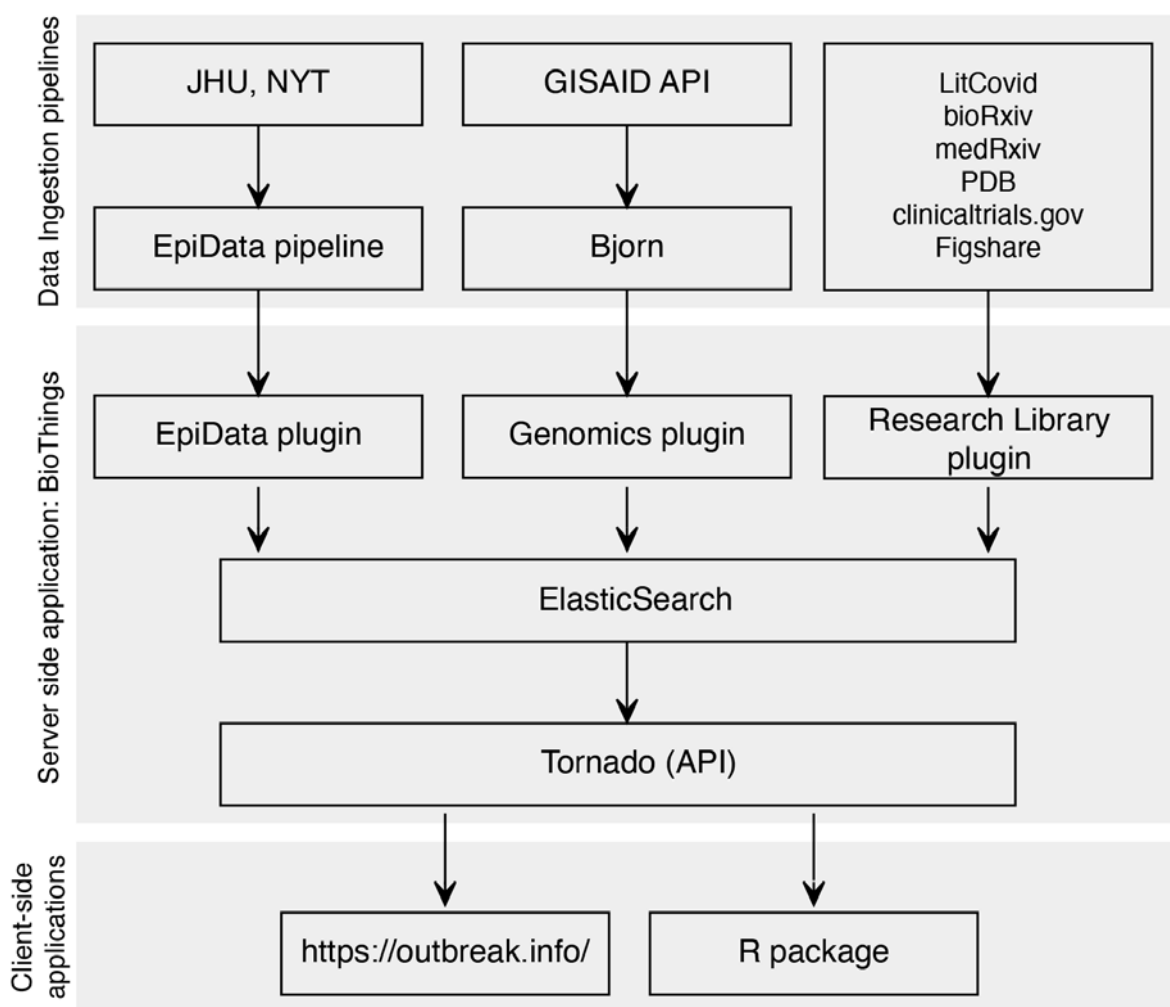 Data Ingestion pipelines
JHU, NYT
GISAID API
LitCovid
bioRxiv
medRxiv
PDB
clinicaltrials.gov
Figshare
EpiData pipeline
Bjorn
Server side application: BioThings
EpiData plugin
Genomics plugin
Research Library
plugin
ElasticSearch
Tornado (API)
Client-side
applications
https://outbreak.info/
R package